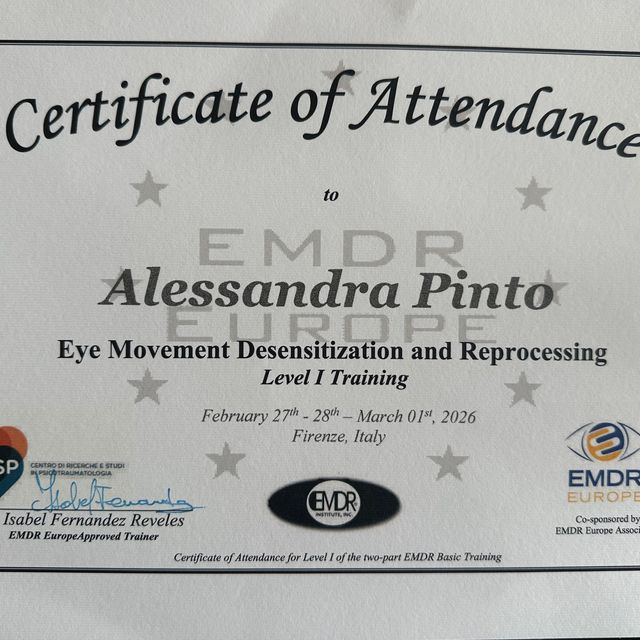 Certificate of Attendance
to
EMDR
Alessandra Pinto
EUROPE
Eye Movement Desensitization and Reprocessing
Level I Training
February 27th - 28th – March 01st, 2026
Firenze, Italy
SP
CENTRO DI RICERCHE E STUDI
IN PSICOTRAUMATOLOGIA
Isabel Fernandez Reveles
EMDR EuropeApproved Trainer
EMDR
INSTITUTE, INC.
EMDR
EUROPE
Co-sponsored by
EMDR Europe Associ
Certificate of Attendance for Level I of the two-part EMDR Basic Training